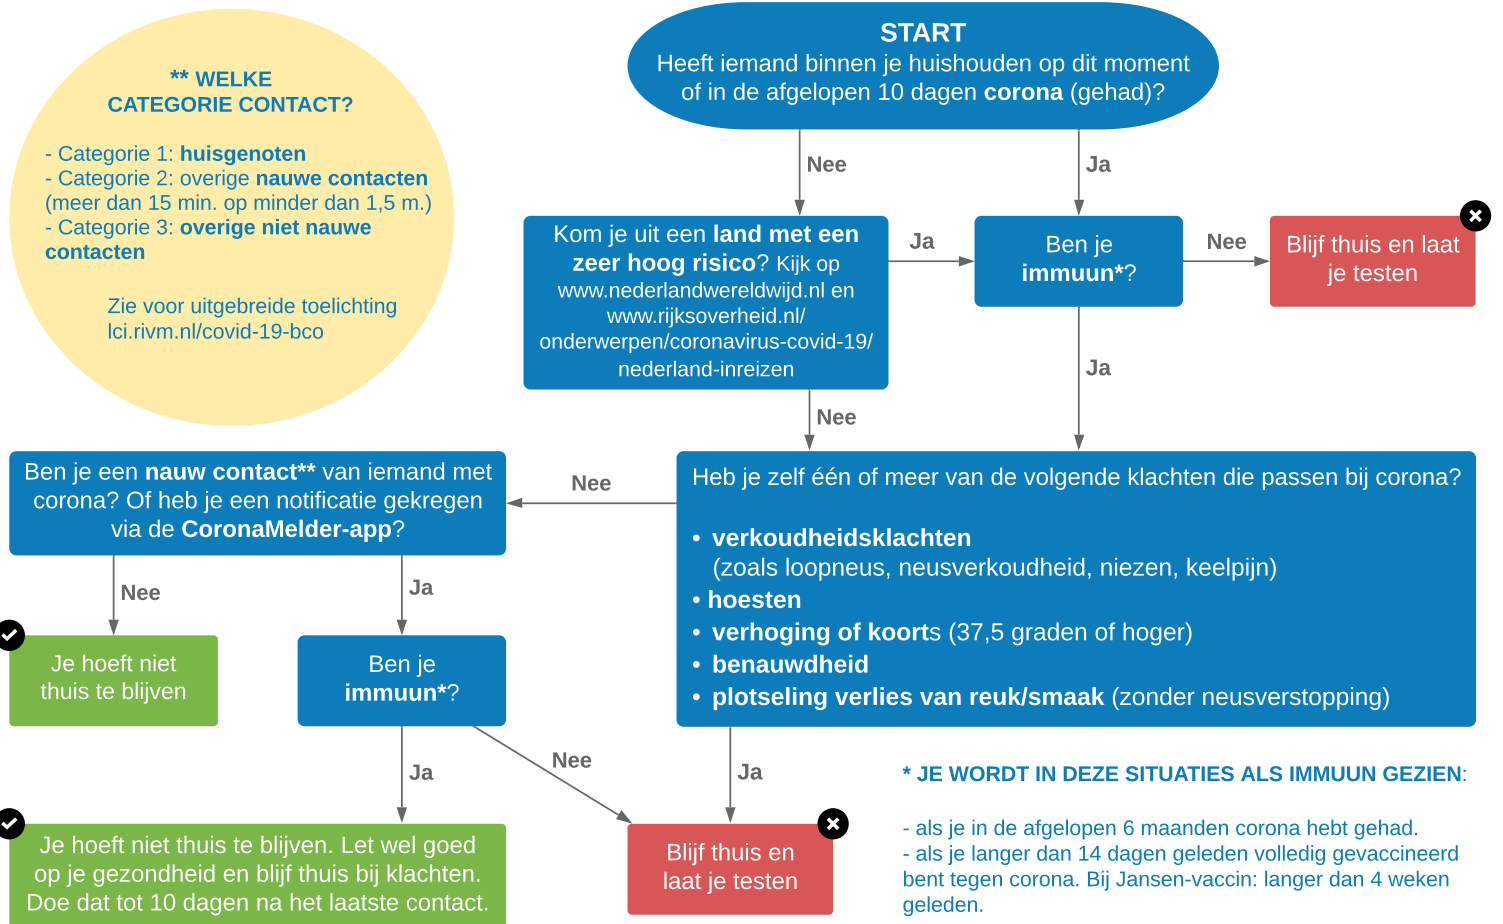 ** WELKE
CATEGORIE CONTACT?
- Categorie 1: huisgenoten
- Categorie 2: overige nauwe contacten
(meer dan 15 min. op minder dan 1,5 m.)
- Categorie 3: overige niet nauwe
contacten
Zie voor uitgebreide toelichting
lci.rivm.nl/covid-19-bco
START
Heeft iemand binnen je huishouden op dit moment
of in de afgelopen 10 dagen corona (gehad)?
Nee
Ja
Kom je uit een land met een
zeer hoog risico? Kijk op
www.nederlandwereldwijd.nl en
www.rijksoverheid.nl/
onderwerpen/coronavirus-covid-19/
nederland-inreizen
Ja
Ben je
immuun*?
Nee
Blijf thuis en laat
je testen
Ja
Nee
Ben je een nauw contact** van iemand met
corona? Of heb je een notificatie gekregen
via de CoronaMelder-app?
Nee
Heb je zelf één of meer van de volgende klachten die passen bij corona?
• verkoudheidsklachten
(zoals loopneus, neusverkoudheid, niezen, keelpijn)
• hoesten
• verhoging of koorts (37,5 graden of hoger)
• benauwdheid
• plotseling verlies van reuk/smaak (zonder neusverstopping)
Nee
Ja
Je hoeft niet
thuis te blijven
Ben je
immuun*?
Ja
Nee
Ja
Je hoeft niet thuis te blijven. Let wel goed
op je gezondheid en blijf thuis bij klachten.
Doe dat tot 10 dagen na het laatste contact.
Blijf thuis en
laat je testen
* JE WORDT IN DEZE SITUATIES ALS IMMUUN GEZIEN:
- als je in de afgelopen 6 maanden corona hebt gehad.
- als je langer dan 14 dagen geleden volledig gevaccineerd
bent tegen corona. Bij Jansen-vaccin: langer dan 4 weken
geleden.